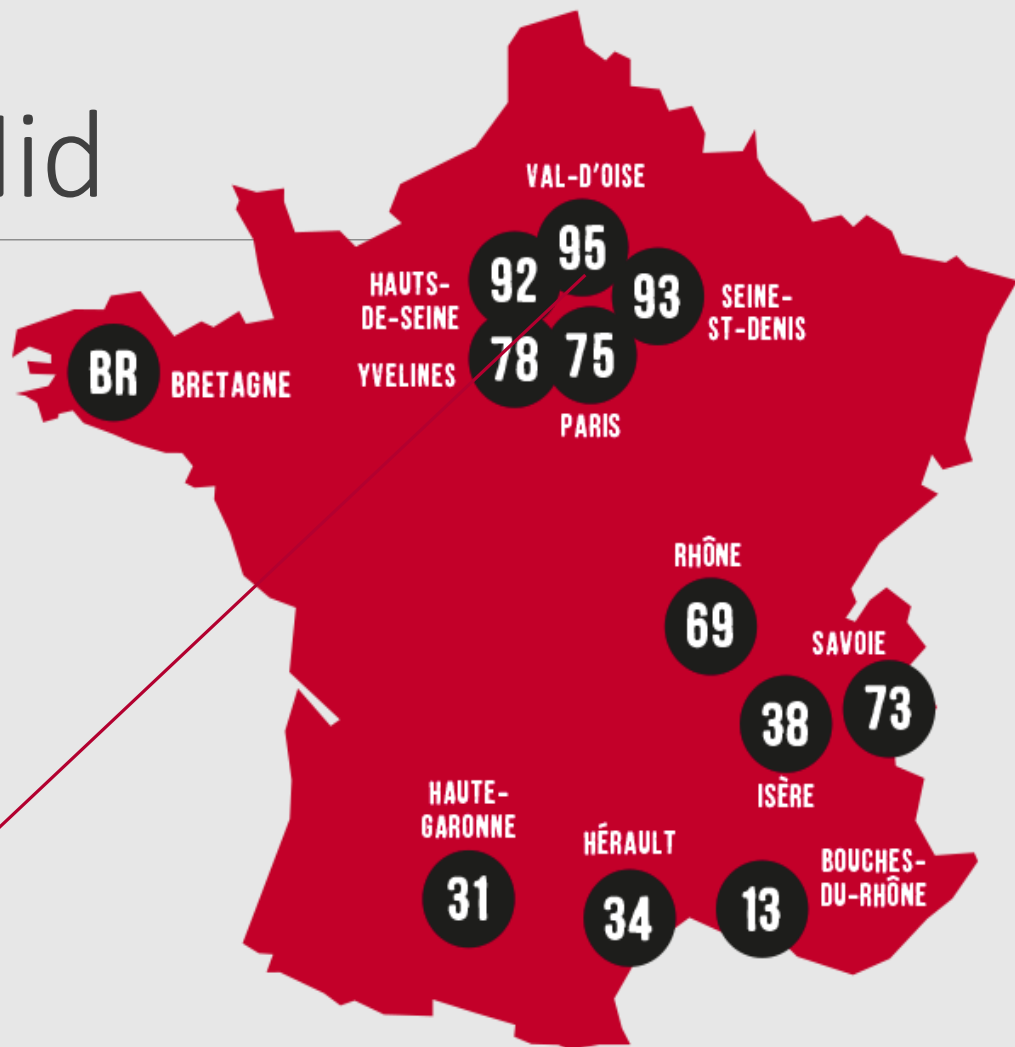 VAL-D'OISE
95
92
HAUTS-
DE-SEINE
93
SEINE-
ST-DENIS
78
YVELINES
75
PARIS
BR
BRETAGNE
RHÔNE
69
SAVOIE
73
38
ISÈRE
HAUTE-
GARONNE
31
HÉRAULT
34
BOUCHES-
DU-RHÔNE
13